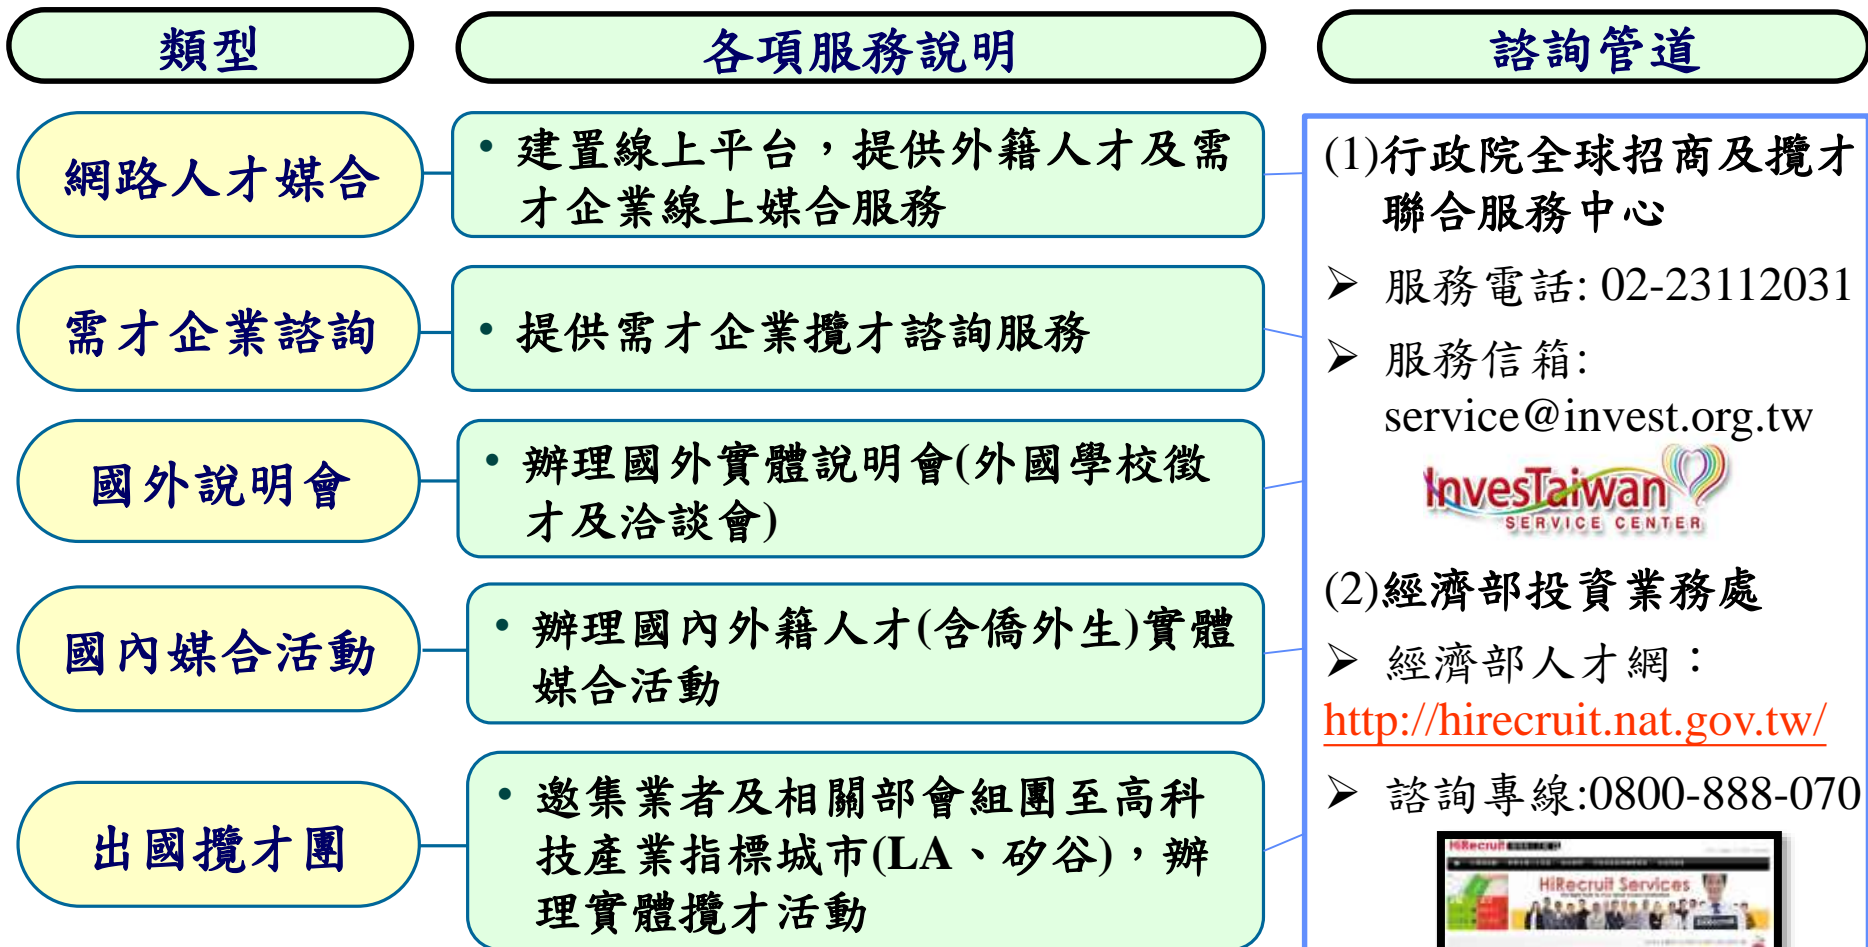 類型
各項服務說明
諮詢管道
網路人才媒合
• 建置線上平台，提供外籍人才及需
才企業線上媒合服務
需才企業諮詢
• 提供需才企業攬才諮詢服務
國外說明會
• 辦理國外實體說明會(外國學校徵
才及洽談會)
國內媒合活動
• 辦理國內外籍人才(含僑外生)實體
媒合活動
出國攬才團
• 邀集業者及相關部會組團至高科
技產業指標城市(LA、矽谷)，辦
理實體攬才活動
(1)行政院全球招商及攬才
聯合服務中心
➢ 服務電話: 02-23112031
➢ 服務信箱:
service@invest.org.tw
InvesTaiwan
SERVICE CENTER
(2)經濟部投資業務處
➢ 經濟部人才網：
http://hirecruit.nat.gov.tw/
➢ 諮詢專線:0800-888-070
HiRecruit
HiRecruit Services